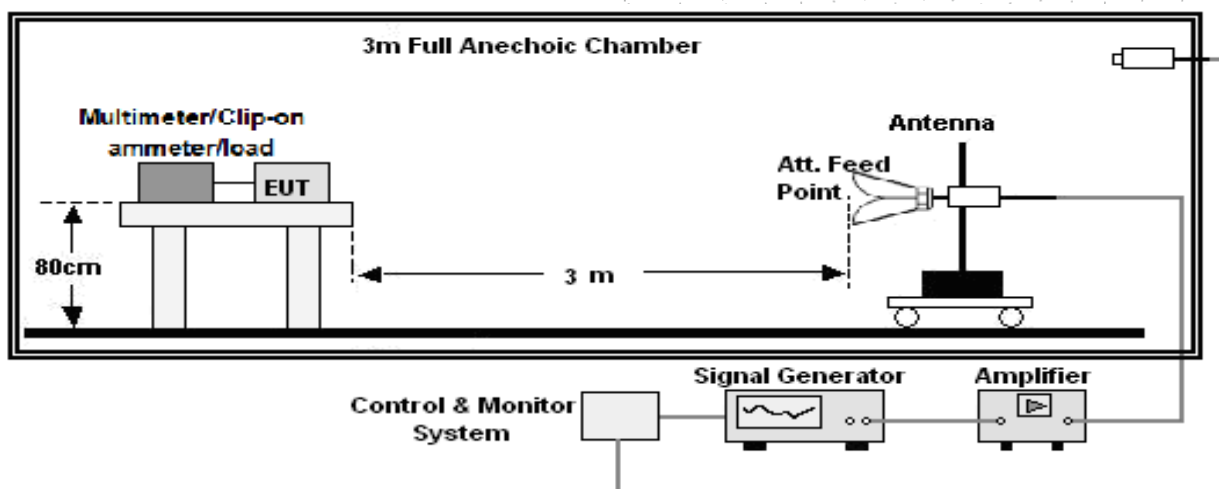 3m Full Anechoic Chamber
Multimeter/Clip-on
ammeter/load
EUT
Antenna
Att. Feed
Point
80cm
3 m
Signal Generator
Amplifier
Control & Monitor
System